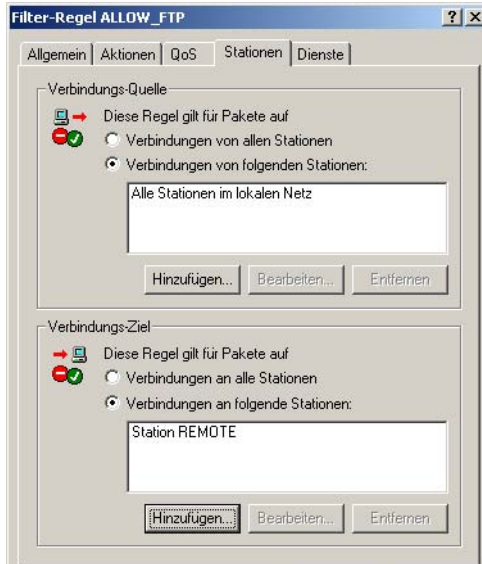 Filter-Regel ALLOW_FTP
Allgemein Aktionen QoS Stationen Dienste
Verbindungs-Quelle
Diese Regel gilt für Pakete auf
Verbindungen von allen Stationen
Verbindungen von folgenden Stationen:
Alle Stationen im lokalen Netz
Hinzufügen... Bearbeiten... Entfernen
Verbindungs-Ziel
Diese Regel gilt für Pakete auf
Verbindungen an alle Stationen
Verbindungen an folgende Stationen:
Station REMOTE
Hinzufügen... Bearbeiten... Entfernen